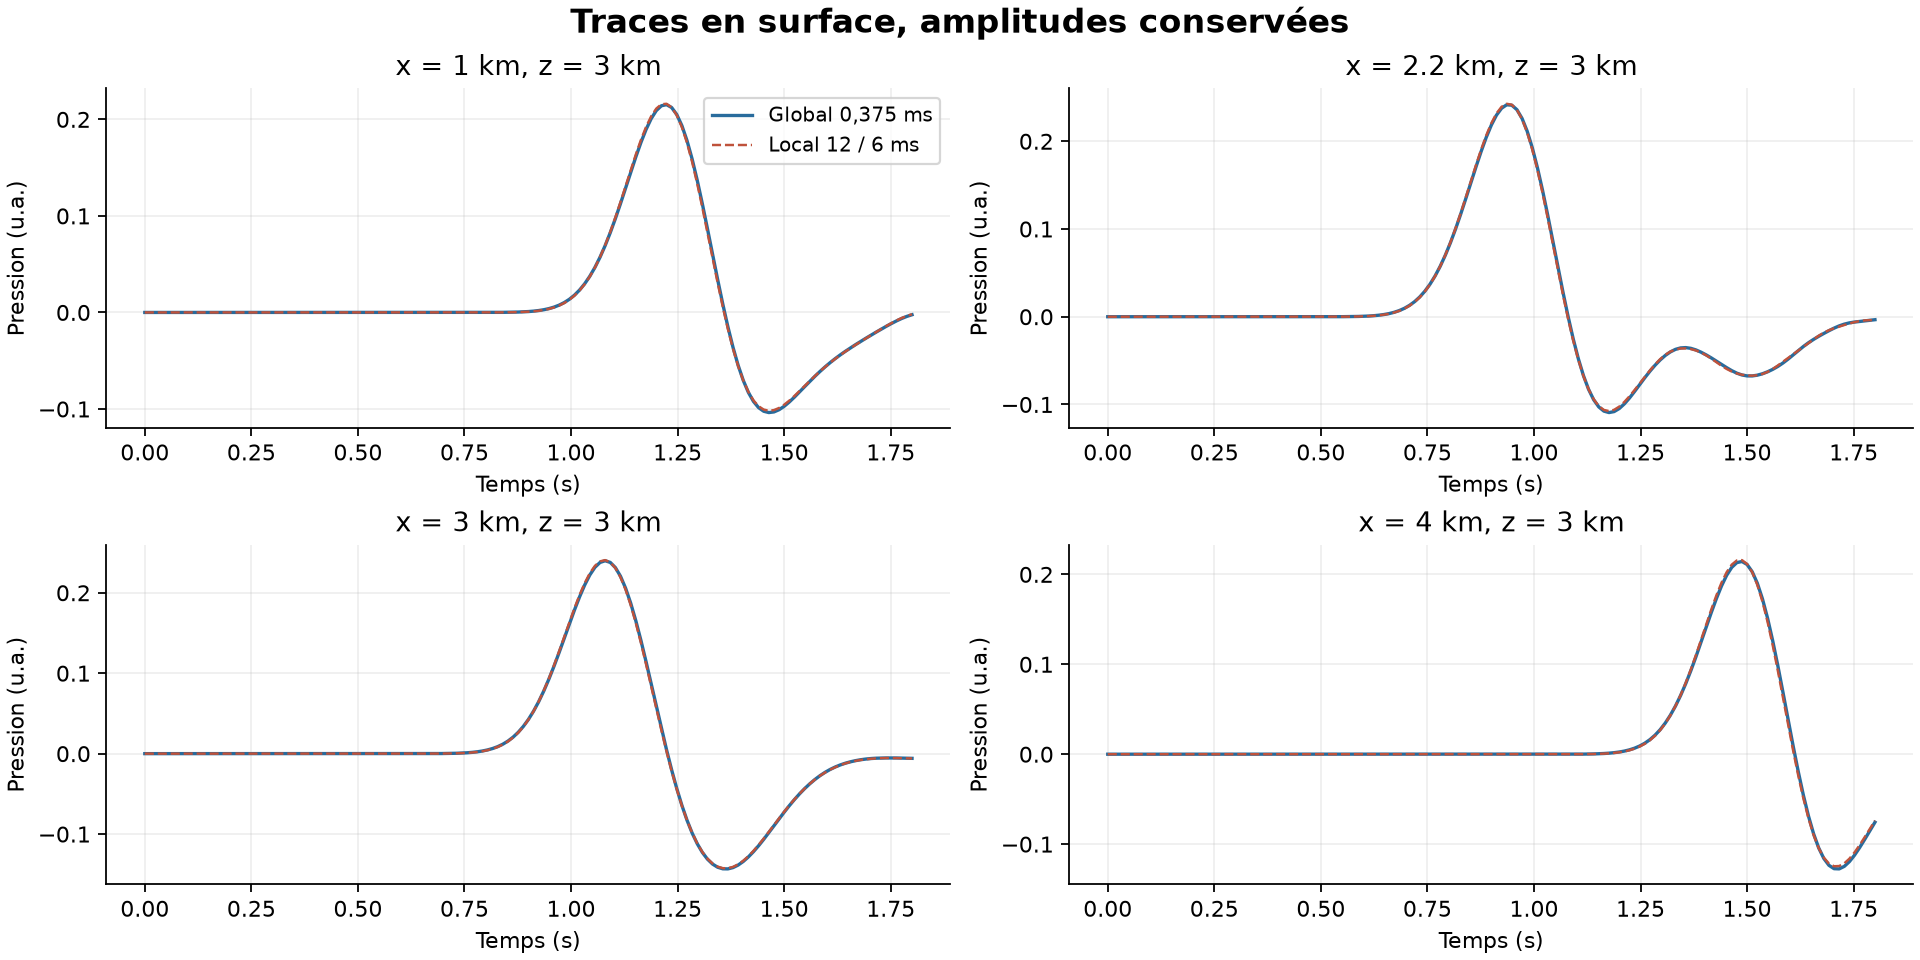 Traces en surface, amplitudes conservées
x = 1 km, z = 3 km
Pression (u.a.)
0.2
0.1
0.0
−0.1
Global 0,375 ms
Local 12 / 6 ms
0.00 0.25 0.50 0.75 1.00 1.25 1.50 1.75
Temps (s)
x = 2.2 km, z = 3 km
Pression (u.a.)
0.2
0.1
0.0
−0.1
0.00 0.25 0.50 0.75 1.00 1.25 1.50 1.75
Temps (s)
x = 3 km, z = 3 km
Pression (u.a.)
0.2
0.1
0.0
−0.1
0.00 0.25 0.50 0.75 1.00 1.25 1.50 1.75
Temps (s)
x = 4 km, z = 3 km
Pression (u.a.)
0.2
0.1
0.0
−0.1
0.00 0.25 0.50 0.75 1.00 1.25 1.50 1.75
Temps (s)